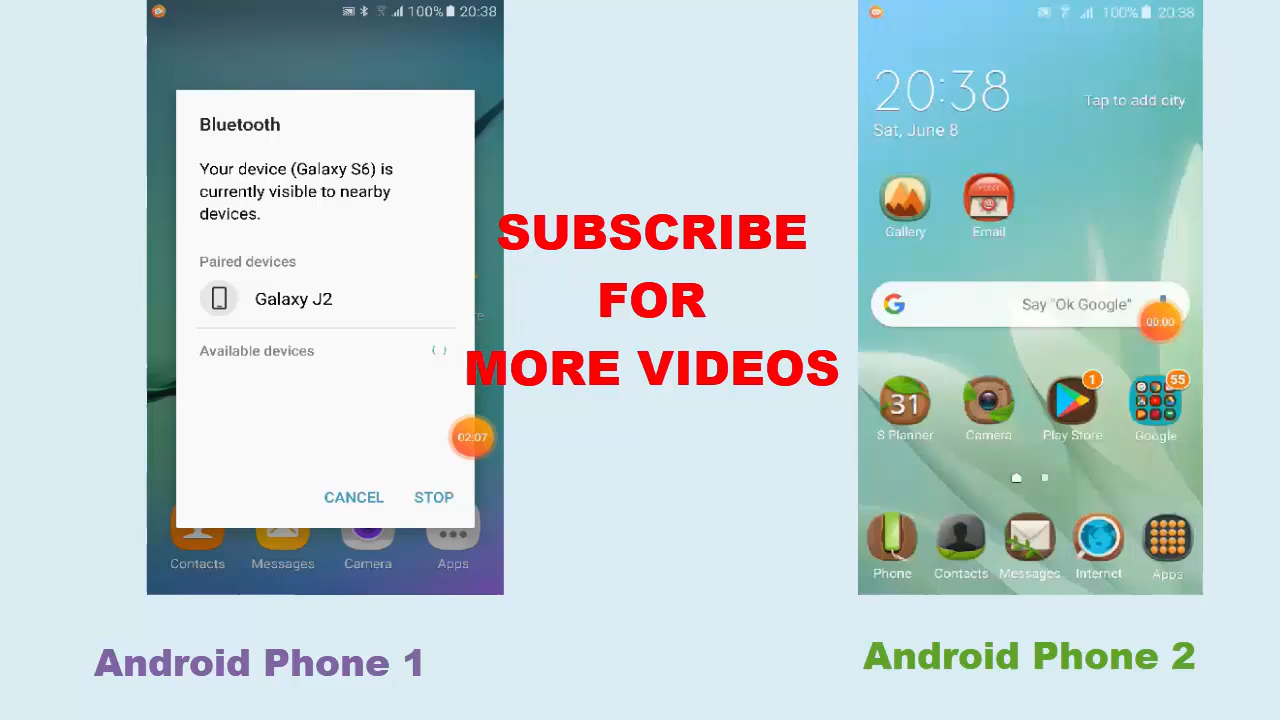 100% 20:38
Bluetooth
Your device (Galaxy S6) is
currently visible to nearby
devices.
Paired devices
Galaxy J2
Available devices
02:07
CANCEL STOP
Contacts Messages Camera Apps
SUBSCRIBE
FOR
MORE VIDEOS
100% 20:38
20:38
Tap to add city
Sat, June 8
Gallery Email
G Say "Ok Google"
00:00
31 1 55
S Planner Camera Play Store Google
Phone Contacts Messages Internet Apps
Android Phone 1
Android Phone 2